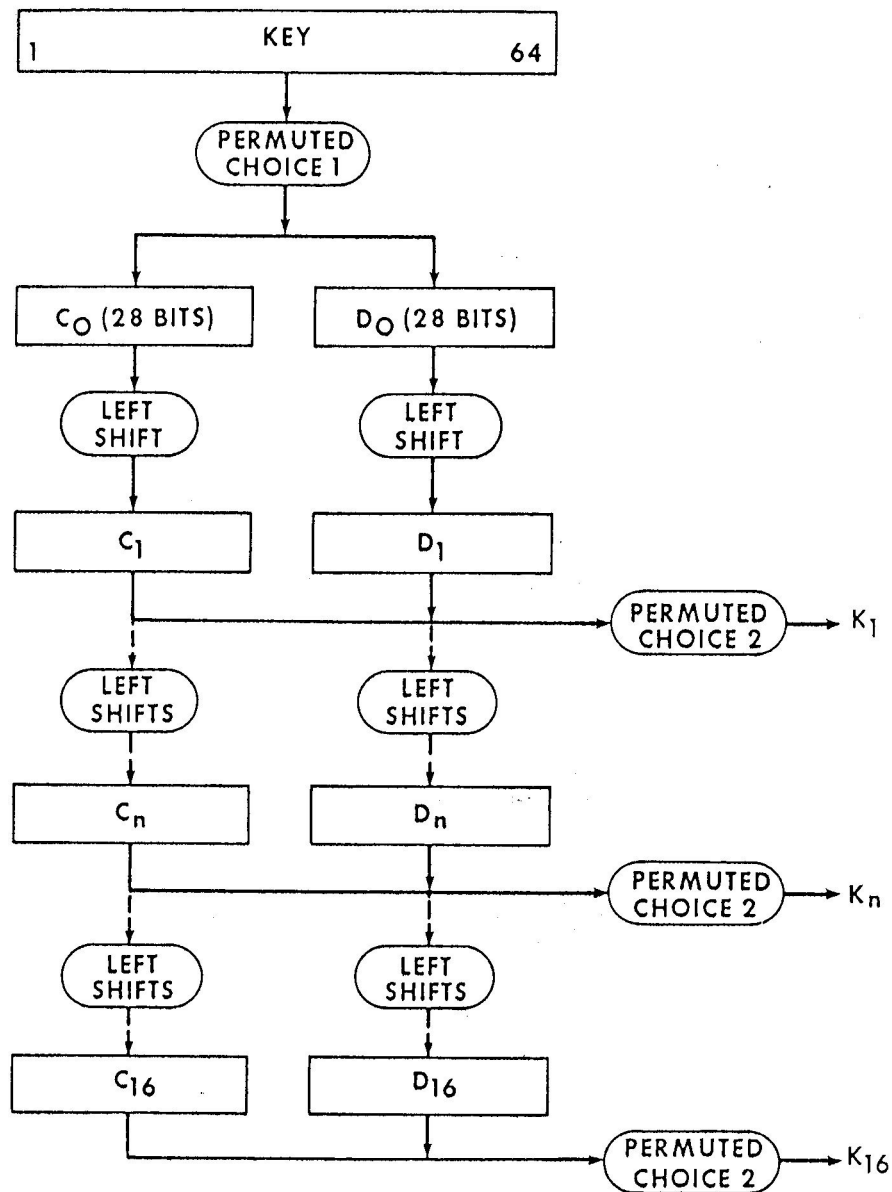 KEY
1 64
PERMUTED
CHOICE 1
C0 (28 BITS) D0 (28 BITS)
LEFT
SHIFT
LEFT
SHIFT
C1 D1
PERMUTED
CHOICE 2
K1
LEFT
SHIFTS
LEFT
SHIFTS
Cn Dn
PERMUTED
CHOICE 2
Kn
LEFT
SHIFTS
LEFT
SHIFTS
C16 D16
PERMUTED
CHOICE 2
K16